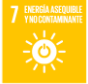 7 ENERGÍA ASEQUIBLE
Y NO CONTAMINANTE